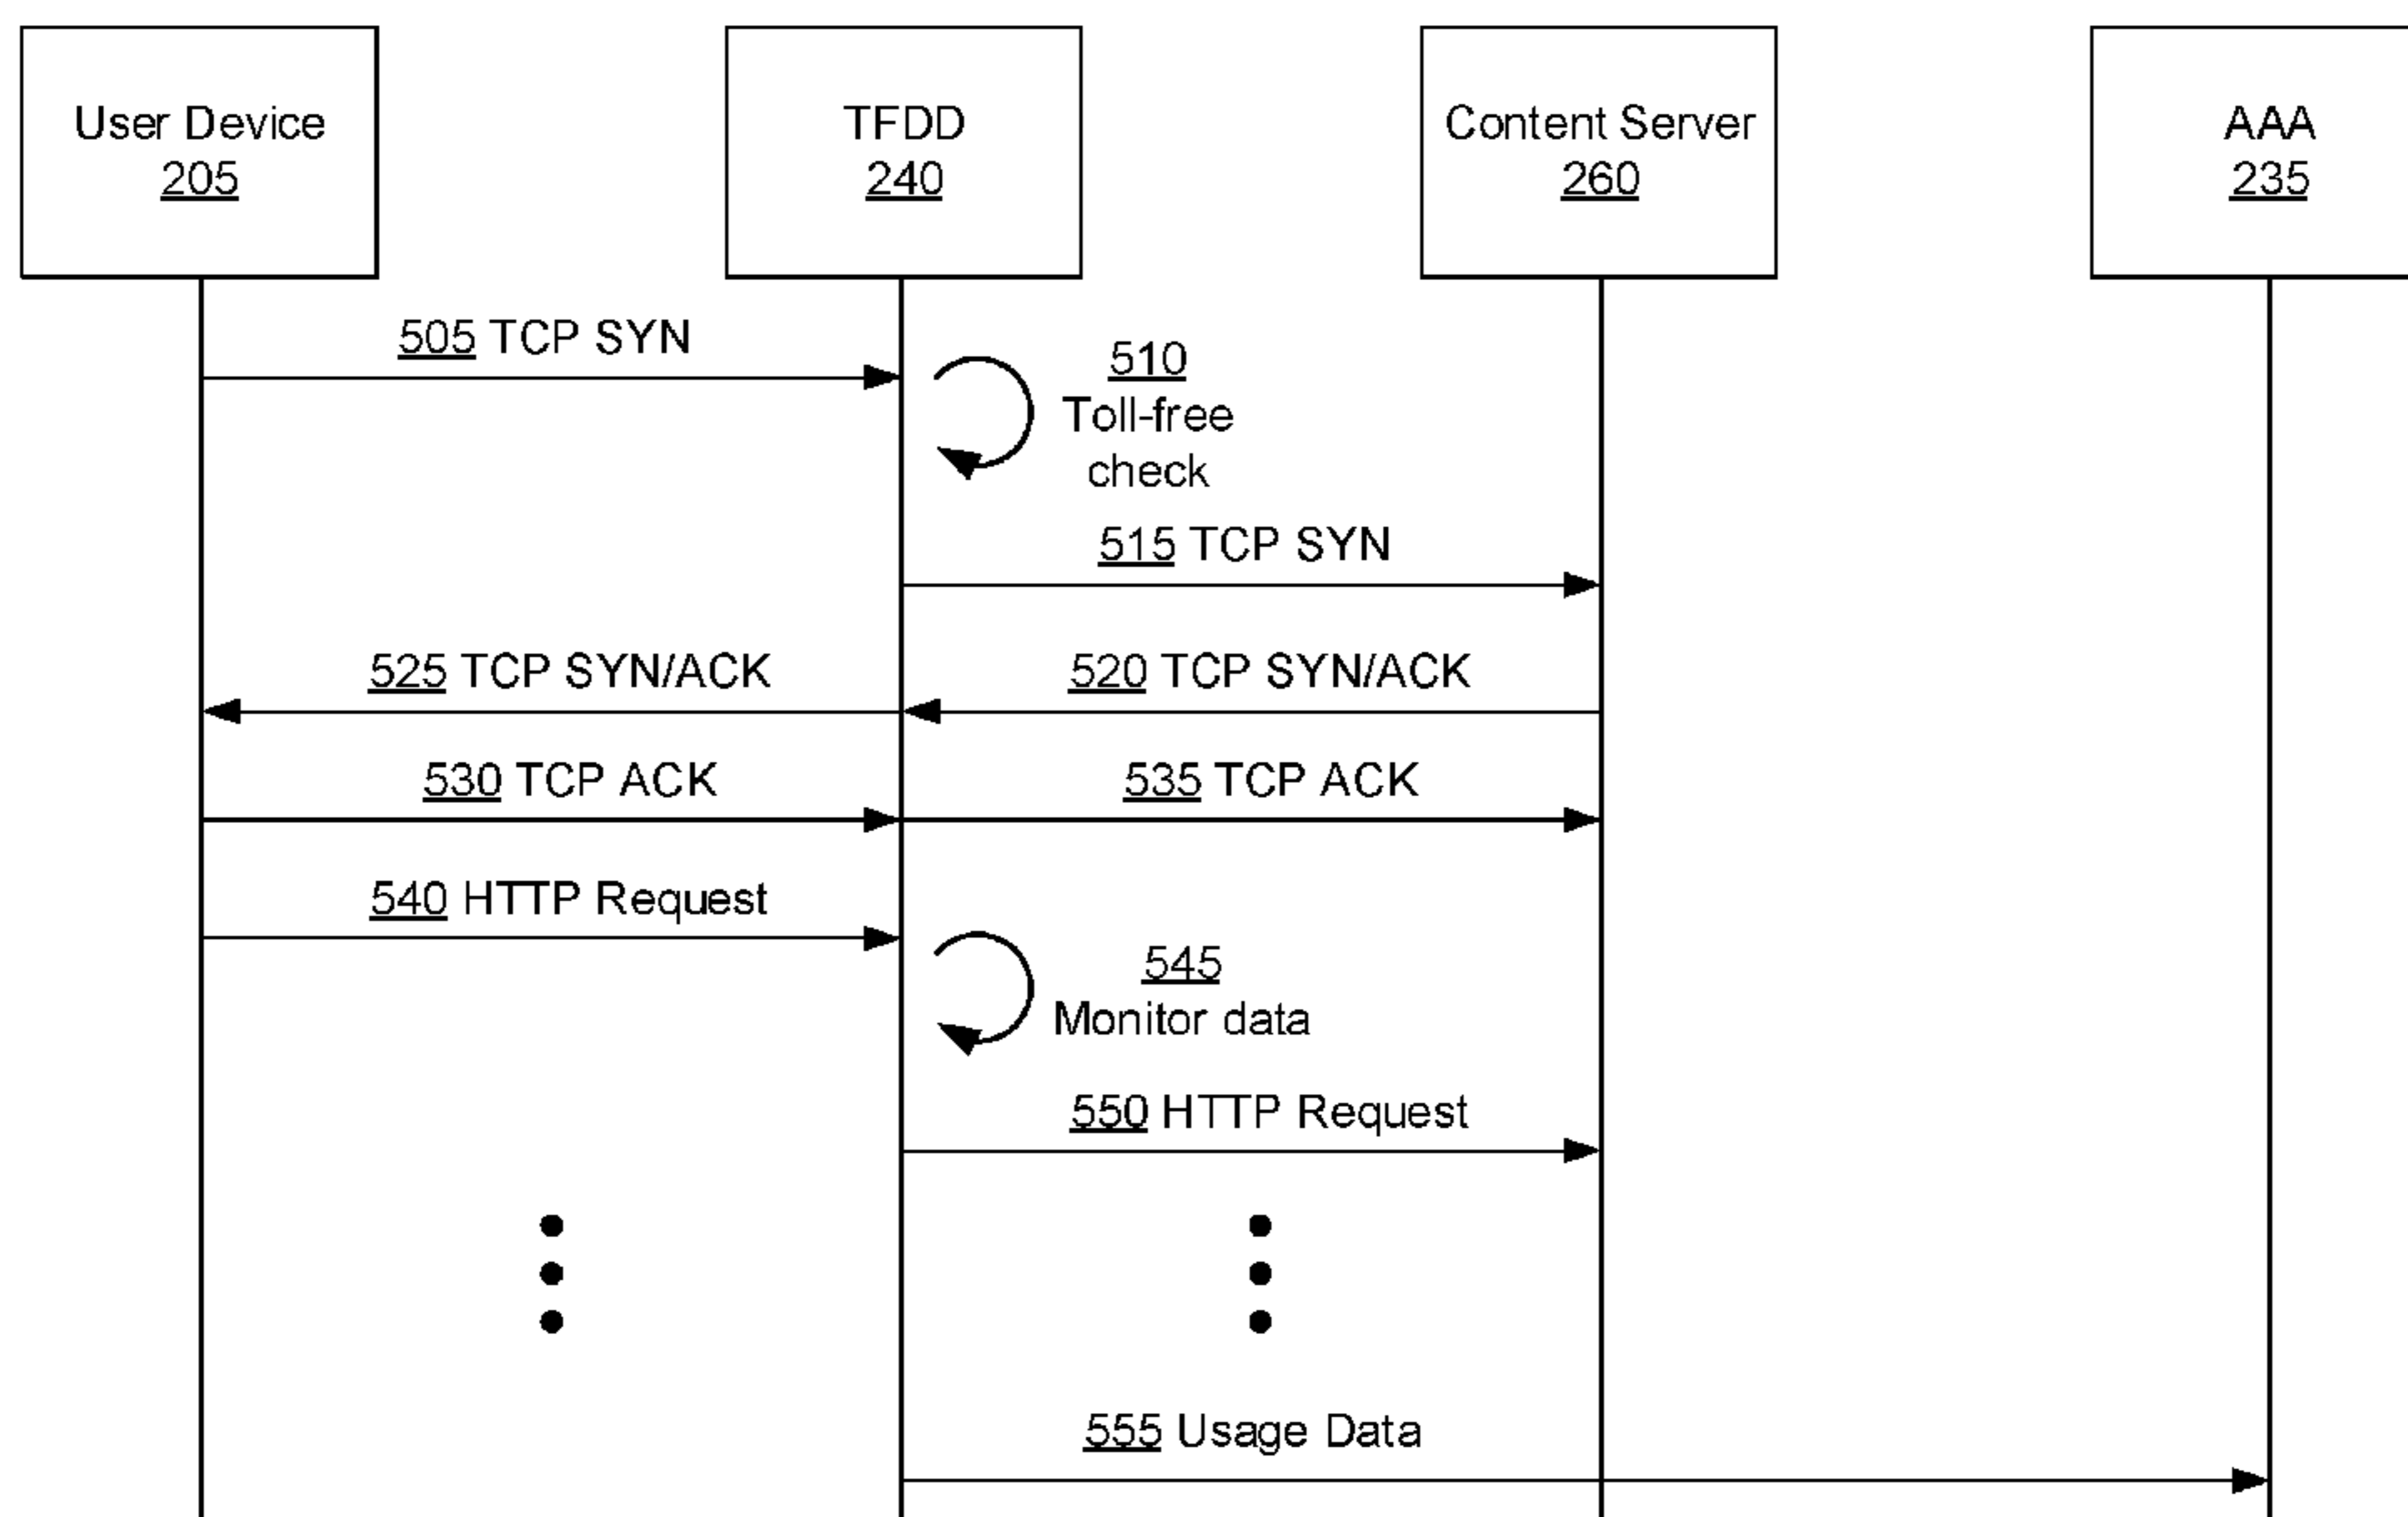 User Device
205
TFDD
240
Content Server
260
AAA
235
505 TCP SYN
510
Toll-free
check
515 TCP SYN
525 TCP SYN/ACK
520 TCP SYN/ACK
530 TCP ACK
535 TCP ACK
540 HTTP Request
545
Monitor data
550 HTTP Request
555 Usage Data